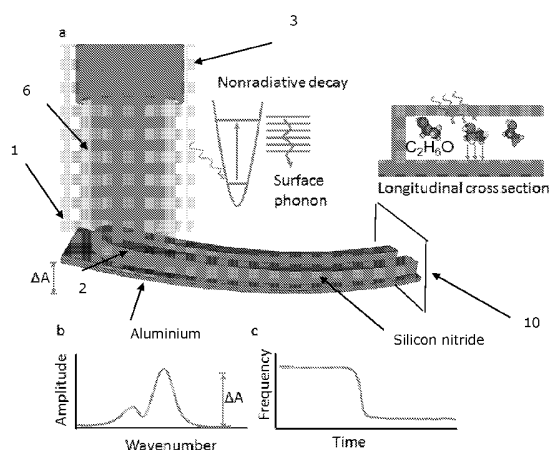 a
3
Nonradiative decay
6
1
C₂H₆O
Surface
phonon
Longitudinal cross section
ΔA
2
10
Aluminium
Silicon nitride
b
c
Amplitude
ΔA
Frequency
Wavenumber
Time